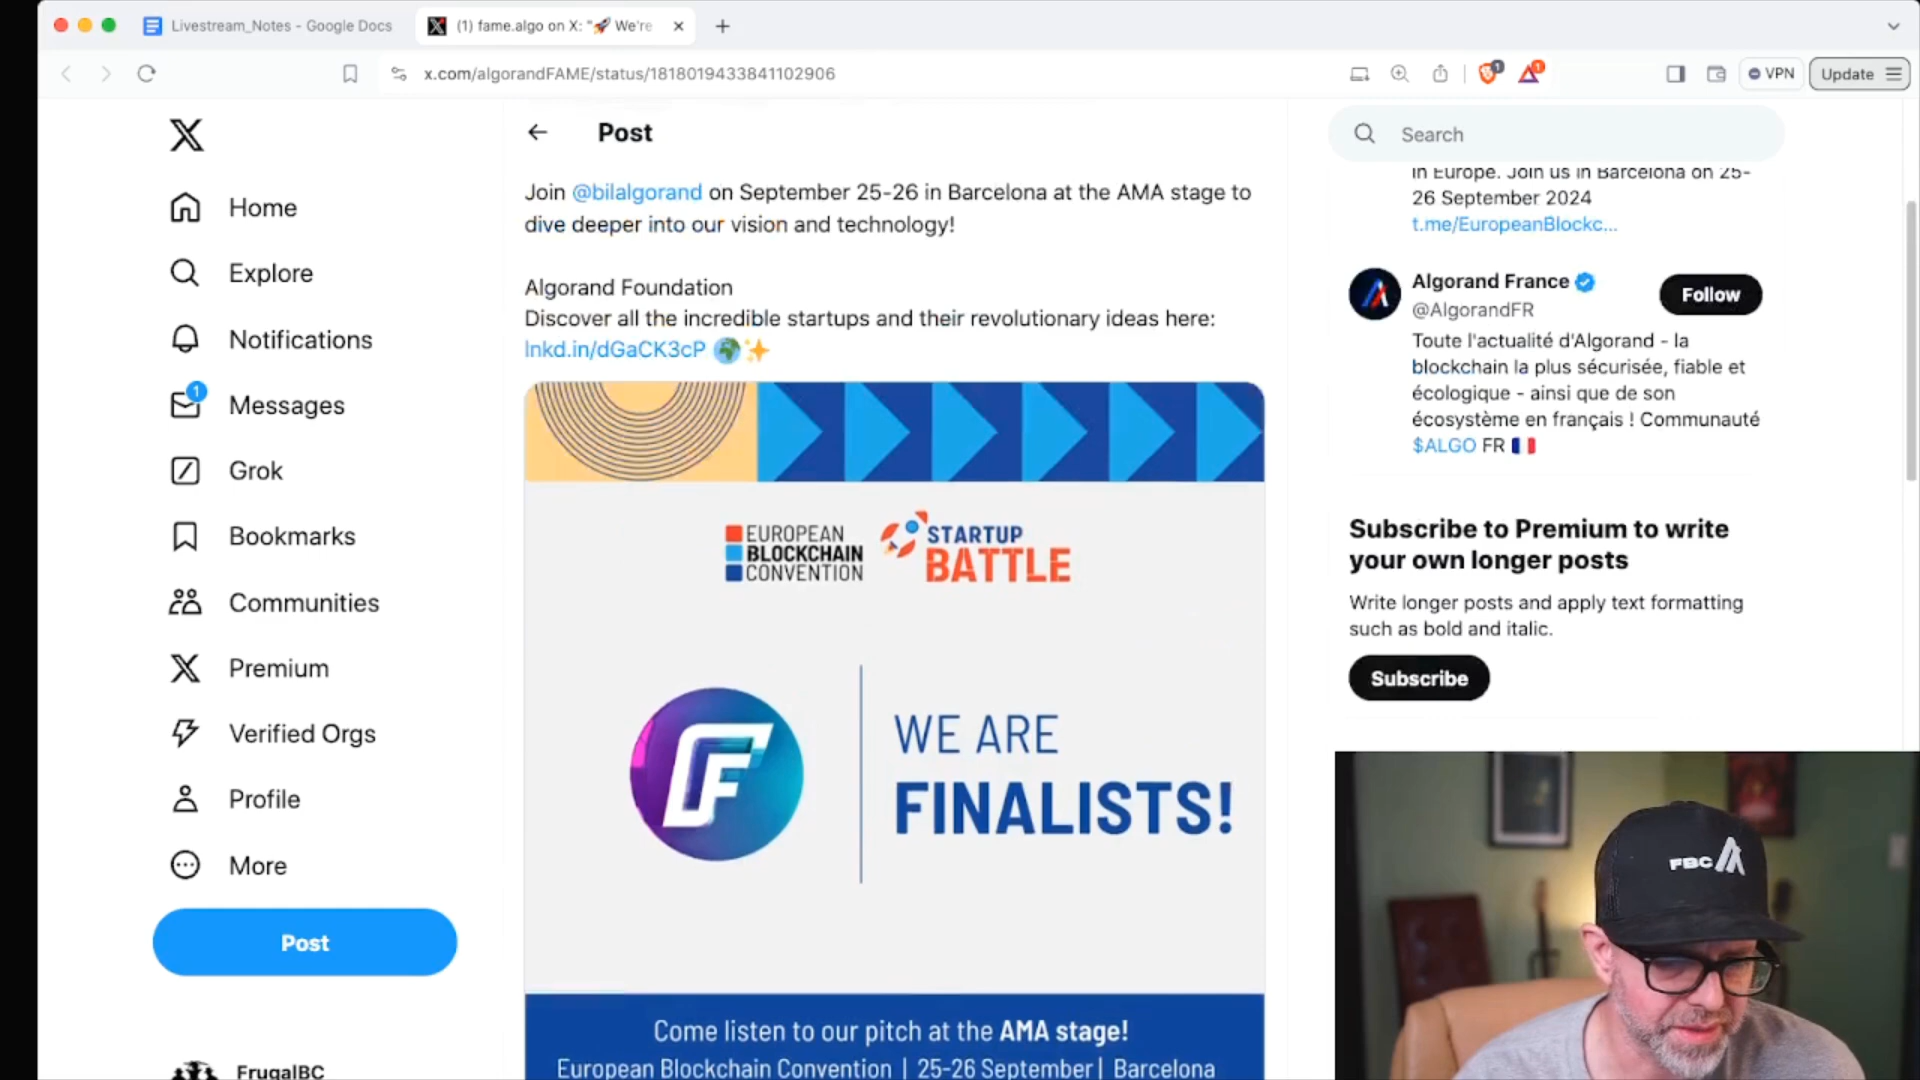 Livestream_Notes - Google Docs
(1) fame.algo on X: "🚀 We're
x.com/algorandFAME/status/1818019433841102906
1
1
VPN
Update
Home
Explore
Notifications
1
Messages
Grok
Bookmarks
Communities
Premium
Verified Orgs
Profile
More
Post
FrugalBC
Post
Join @bilalgorand on September 25-26 in Barcelona at the AMA stage to
dive deeper into our vision and technology!
Algorand Foundation
Discover all the incredible startups and their revolutionary ideas here:
lnkd.in/dGaCK3cP 🌍✨
EUROPEAN
BLOCKCHAIN
CONVENTION
STARTUP
BATTLE
F
WE ARE
FINALISTS!
Come listen to our pitch at the AMA stage!
European Blockchain Convention | 25-26 September | Barcelona
Search
in Europe. Join us in Barcelona on 25-
26 September 2024
t.me/EuropeanBlockc...
Algorand France
Follow
@AlgorandFR
Toute l'actualité d'Algorand - la
blockchain la plus sécurisée, fiable et
écologique - ainsi que de son
écosystème en français ! Communauté
$ALGO FR 🇫🇷
Subscribe to Premium to write
your own longer posts
Write longer posts and apply text formatting
such as bold and italic.
Subscribe
FBC